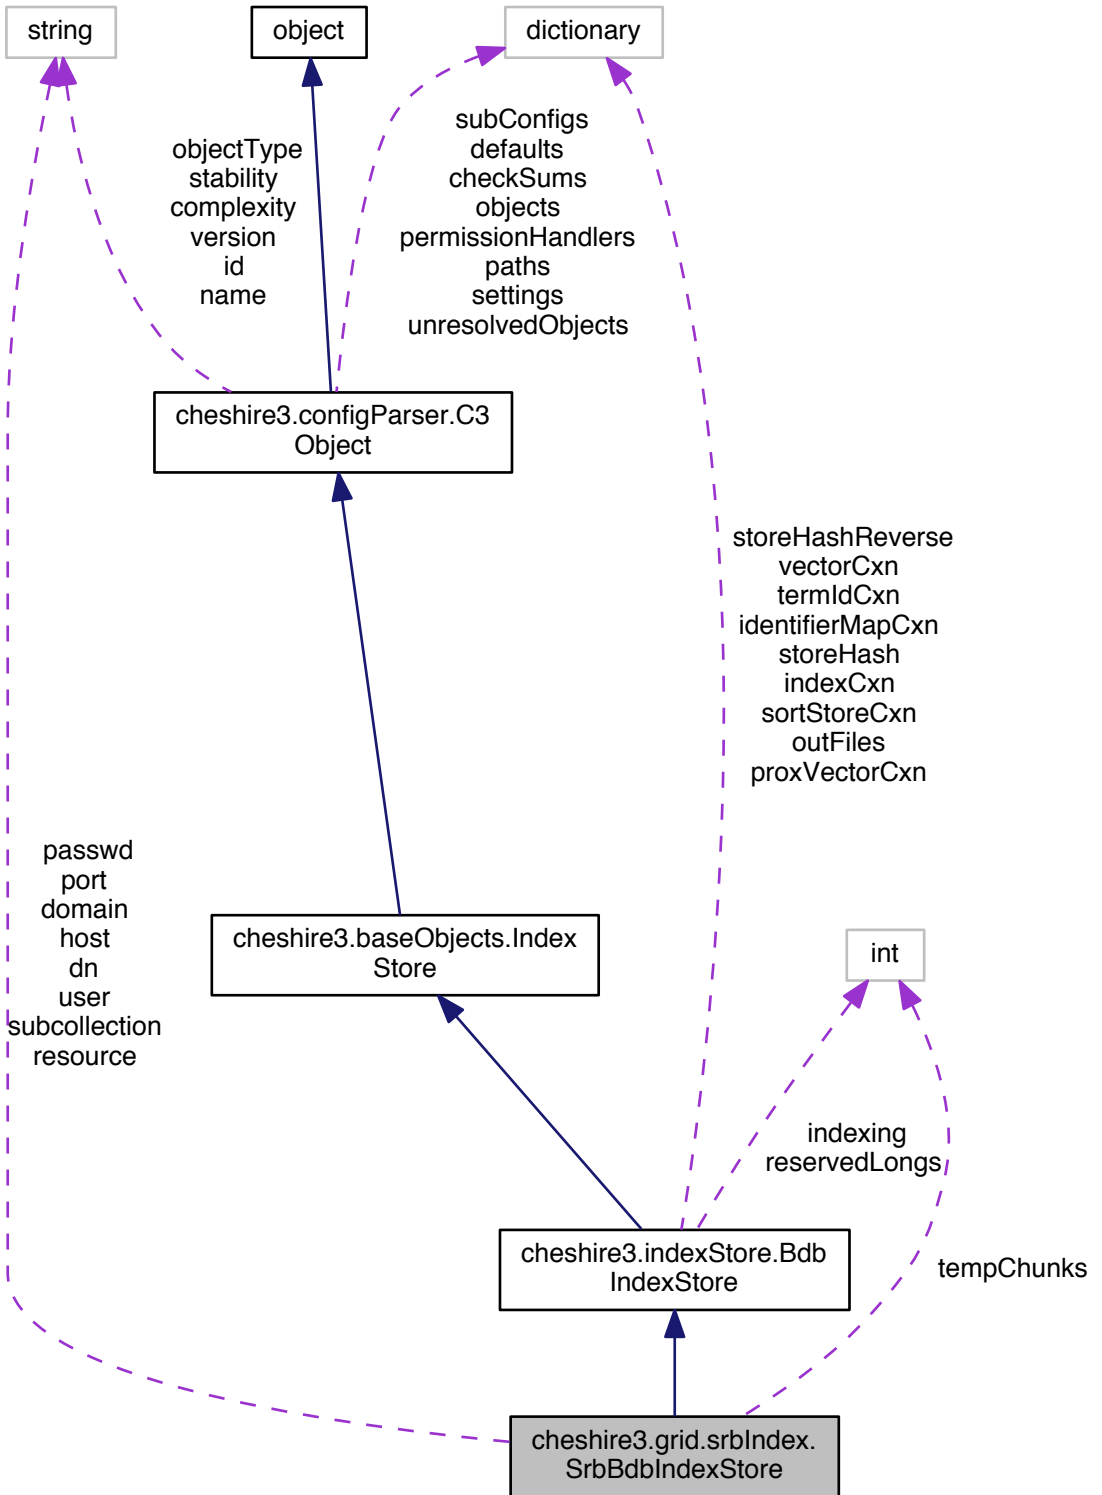 string
object
dictionary
objectType
stability
complexity
version
id
name
subConfigs
defaults
checkSums
objects
permissionHandlers
paths
settings
unresolvedObjects
cheshire3.configParser.C3
Object
storeHashReverse
vectorCxn
termIdCxn
identifierMapCxn
storeHash
indexCxn
sortStoreCxn
outFiles
proxVectorCxn
passwd
port
domain
host
dn
user
subcollection
resource
cheshire3.baseObjects.Index
Store
int
indexing
reservedLongs
cheshire3.indexStore.Bdb
IndexStore
tempChunks
cheshire3.grid.srbIndex.
SrbBdbIndexStore